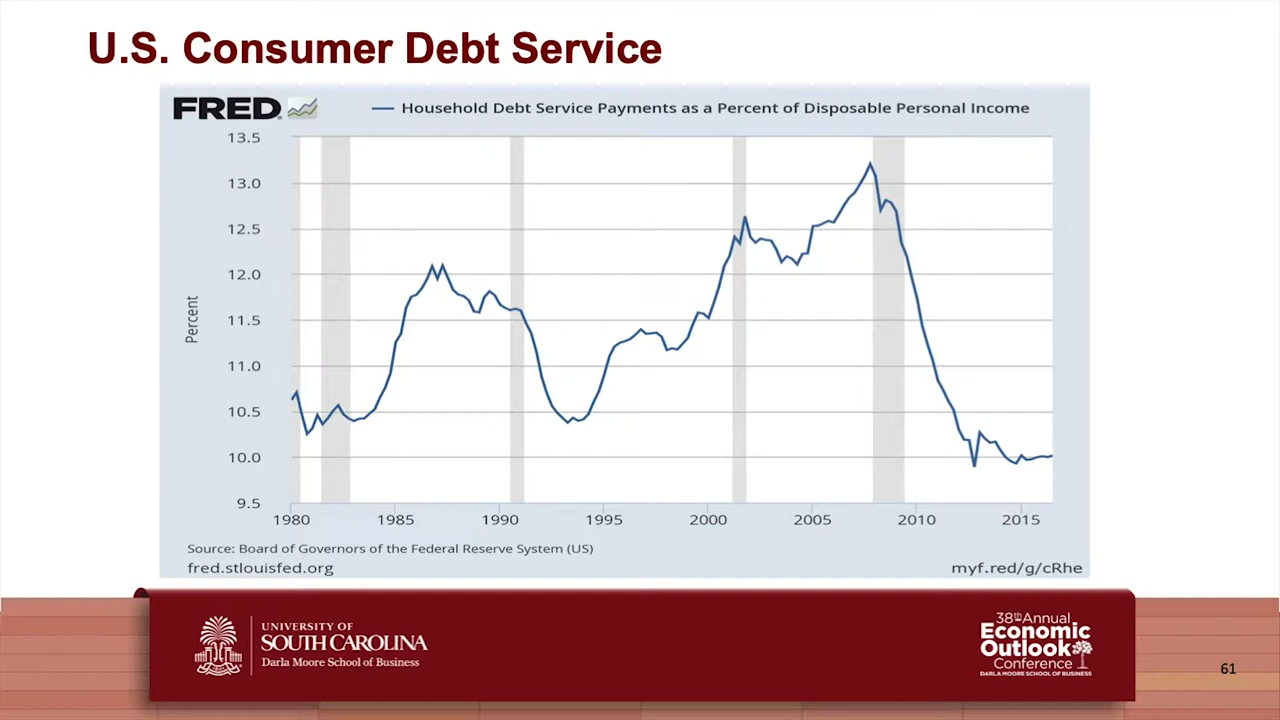 U.S. Consumer Debt Service
FRED
Household Debt Service Payments as a Percent of Disposable Personal Income
13.5
13.0
12.5
12.0
11.5
11.0
10.5
10.0
9.5
Percent
1980 1985 1990 1995 2000 2005 2010 2015
Source: Board of Governors of the Federal Reserve System (US)
fred.stlouisfed.org
myf.red/g/cRhe
UNIVERSITY OF
SOUTH CAROLINA
Darla Moore School of Business
38th Annual
Economic
Outlook
Conference
DARLA MOORE SCHOOL OF BUSINESS
61